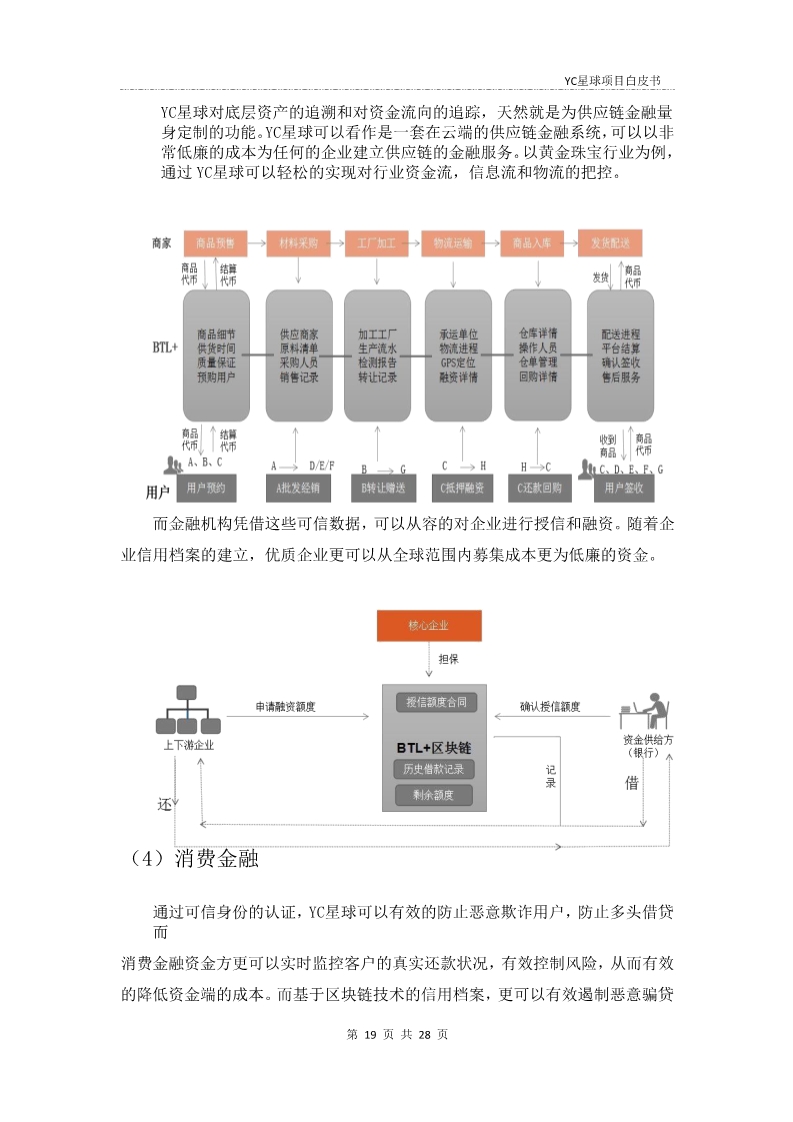 YC星球项目白皮书
YC星球对底层资产的追溯和对资金流向的追踪，天然就是为供应链金融量
身定制的功能。YC星球可以看作是一套在云端的供应链金融系统，可以以非
常低廉的成本为任何的企业建立供应链的金融服务。以黄金珠宝行业为例，
通过 YC星球可以轻松的实现对行业资金流，信息流和物流的把控。
商家 商品预售 材料采购 工厂加工 物流运输 商品入库 发货配送
商品代币 结算代币 发货 商品代币
BTL+
商品细节
供货时间
质量保证
预购用户
供应商家
原料清单
采购人员
销售记录
加工工厂
生产流水
检测报告
转让记录
承运单位
物流进程
GPS定位
融资详情
仓库详情
操作人员
仓单管理
回购详情
配送进程
平台结算
确认签收
售后服务
商品代币 结算代币 收到商品 商品代币
A、B、C A D/E/F B G C H H C C、D、E、F、G
用户 用户预约 A批发经销 B转让赠送 C抵押融资 C还款回购 用户签收
而金融机构凭借这些可信数据，可以从容的对企业进行授信和融资。随着企
业信用档案的建立，优质企业更可以从全球范围内募集成本更为低廉的资金。
核心企业
担保
申请融资额度 授信额度合同 确认授信额度
上下游企业 BTL+区块链 资金供给方
（银行）
历史借款记录 记录 借
剩余额度
还
（4）消费金融
通过可信身份的认证，YC星球可以有效的防止恶意欺诈用户，防止多头借贷
而
消费金融资金方更可以实时监控客户的真实还款状况，有效控制风险，从而有效
的降低资金端的成本。而基于区块链技术的信用档案，更可以有效遏制恶意骗贷
第 19 页 共 28 页